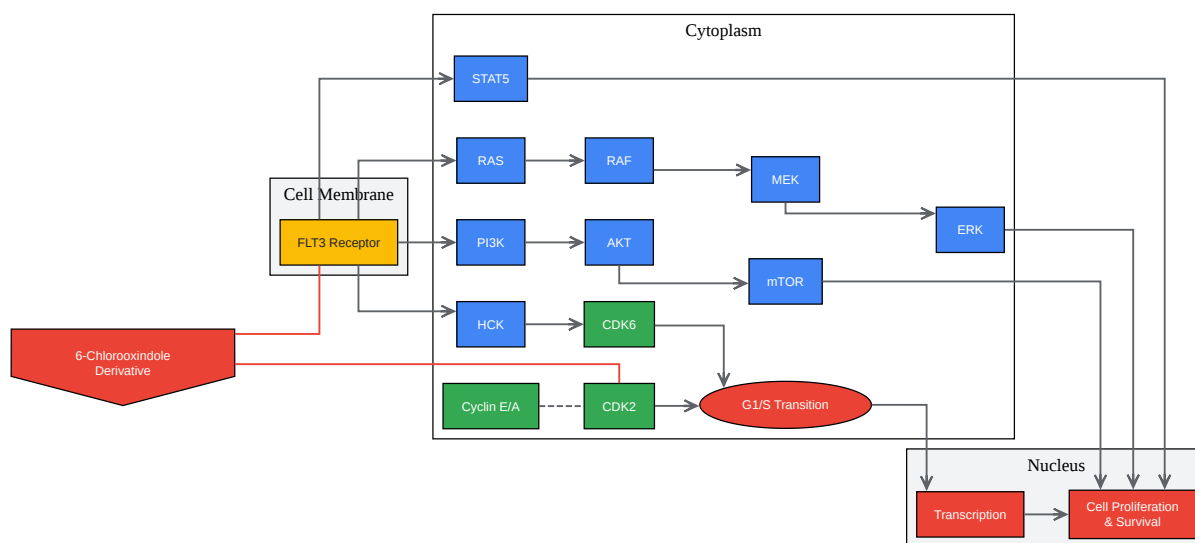 Cytoplasm
STAT5
RAS
RAF
MEK
Cell Membrane
FLT3 Receptor
PI3K
AKT
ERK
mTOR
HCK
CDK6
6-Chlorooxindole
Derivative
Cyclin E/A
CDK2
G1/S Transition
Nucleus
Transcription
Cell Proliferation
& Survival